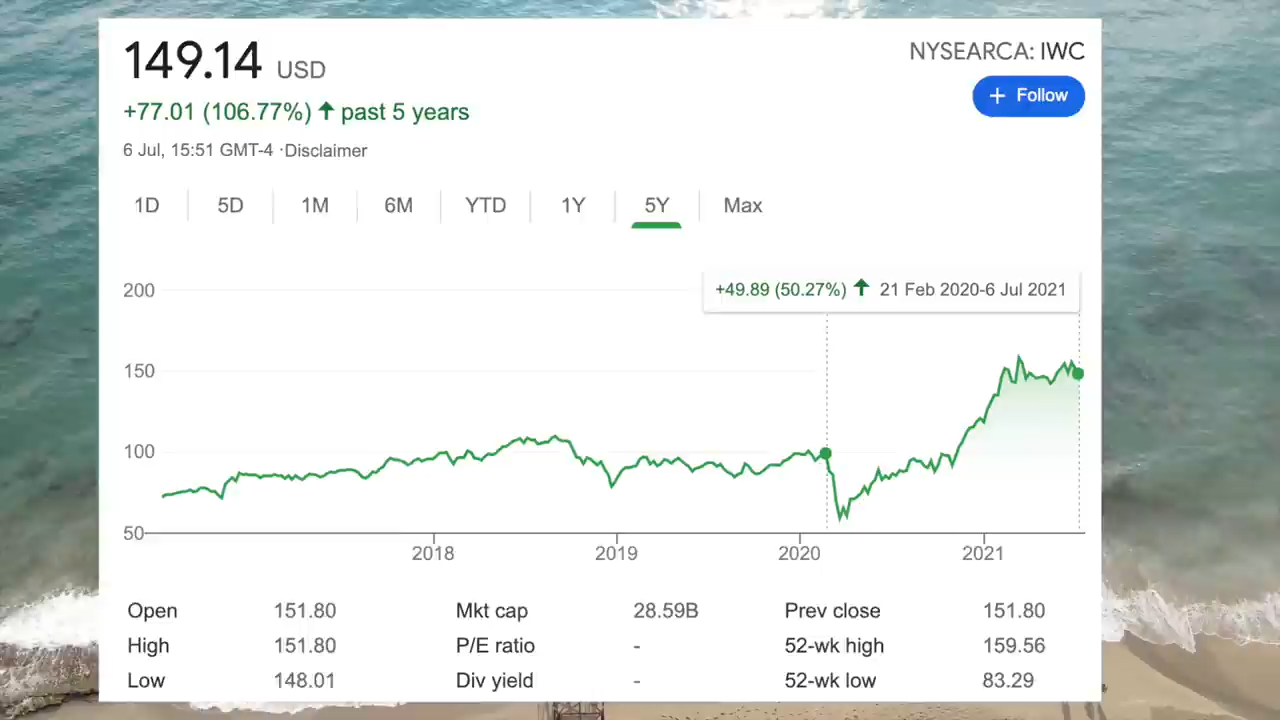 149.14 USD
NYSEARCA: IWC
+77.01 (106.77%) ↑ past 5 years
+ Follow
6 Jul, 15:51 GMT-4 ·Disclaimer
1D 5D 1M 6M YTD 1Y 5Y Max
+49.89 (50.27%) ↑ 21 Feb 2020-6 Jul 2021
200
150
100
50
2018 2019 2020 2021
Open 151.80 Mkt cap 28.59B Prev close 151.80
High 151.80 P/E ratio - 52-wk high 159.56
Low 148.01 Div yield - 52-wk low 83.29